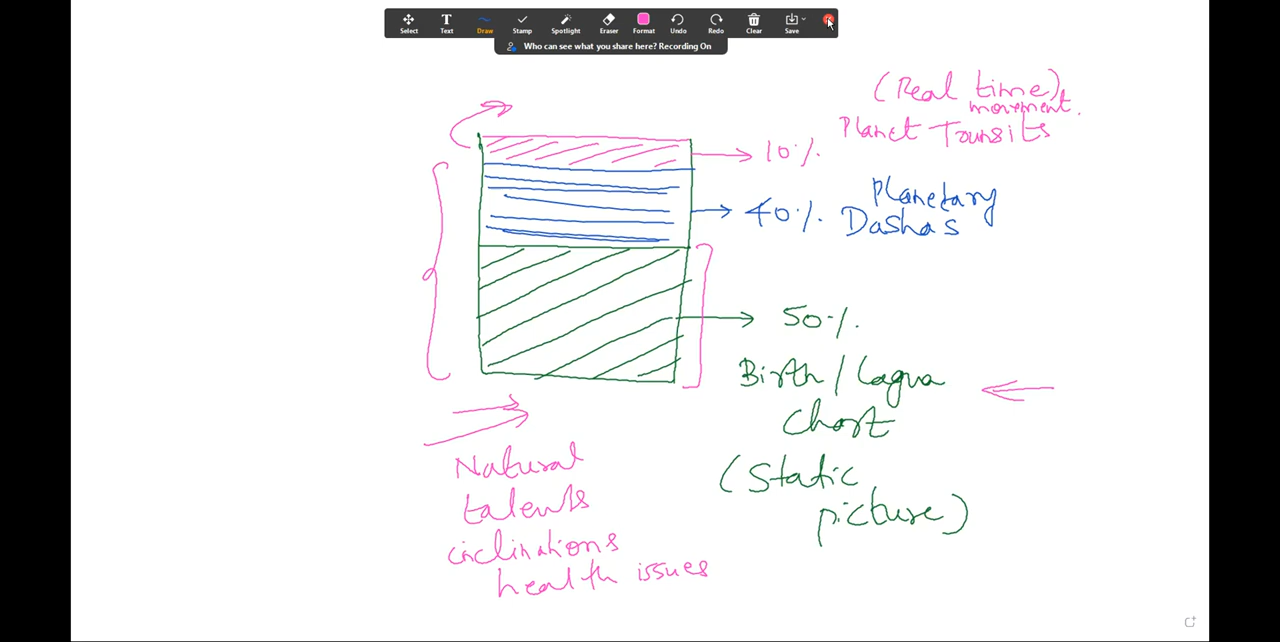 Select Text Draw Stamp Spotlight Eraser Format Undo Redo Clear Save
Who can see what you share here? Recording On
(Real time)
movement.
Planet Transits
10%
Planetary
40% Dashas
50%
Birth / Lagna
Chart
(Static
picture)
Natural
talents
inclinations
health issues